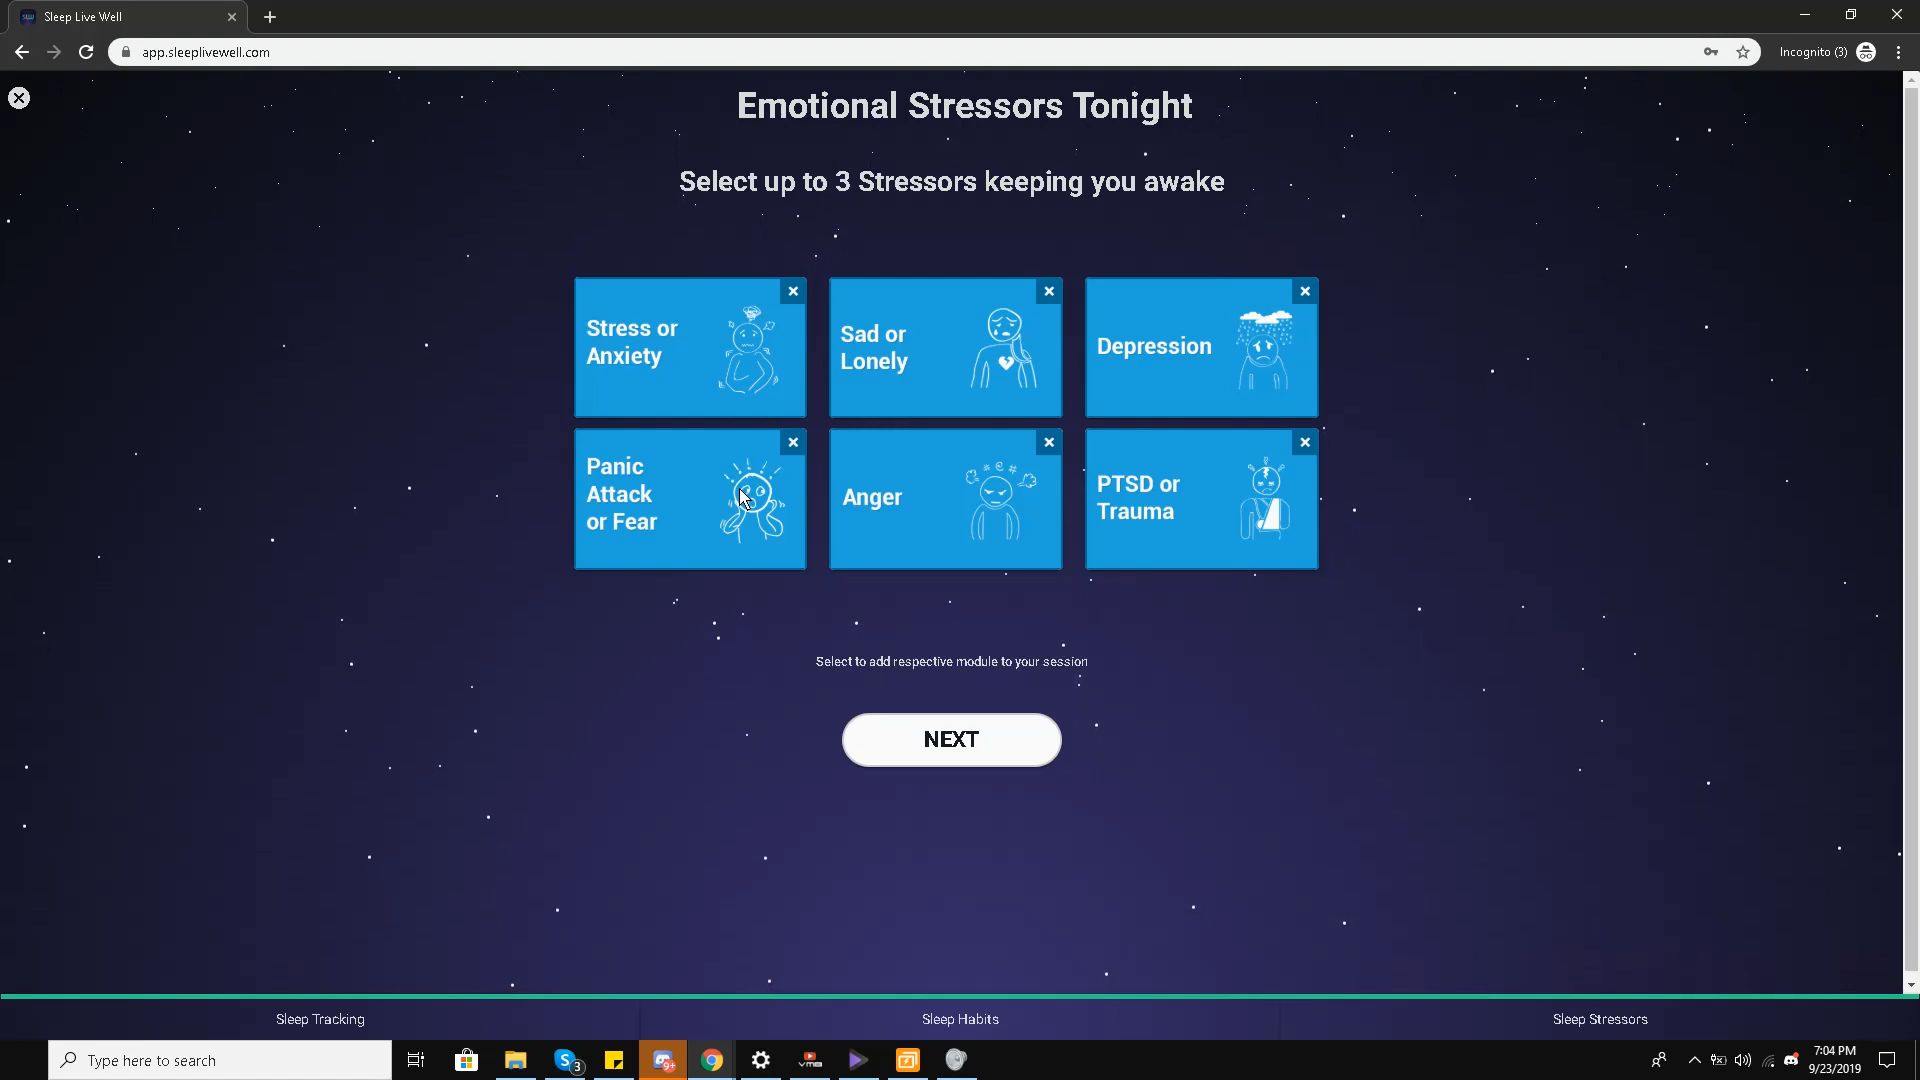 Sleep Live Well
app.sleeplivewell.com
Incognito (3)
Emotional Stressors Tonight
Select up to 3 Stressors keeping you awake
Stress or
Anxiety
Sad or
Lonely
Depression
Panic
Attack
or Fear
Anger
PTSD or
Trauma
Select to add respective module to your session
NEXT
Sleep Tracking
Sleep Habits
Sleep Stressors
Type here to search
3
9+
7:04 PM
9/23/2019